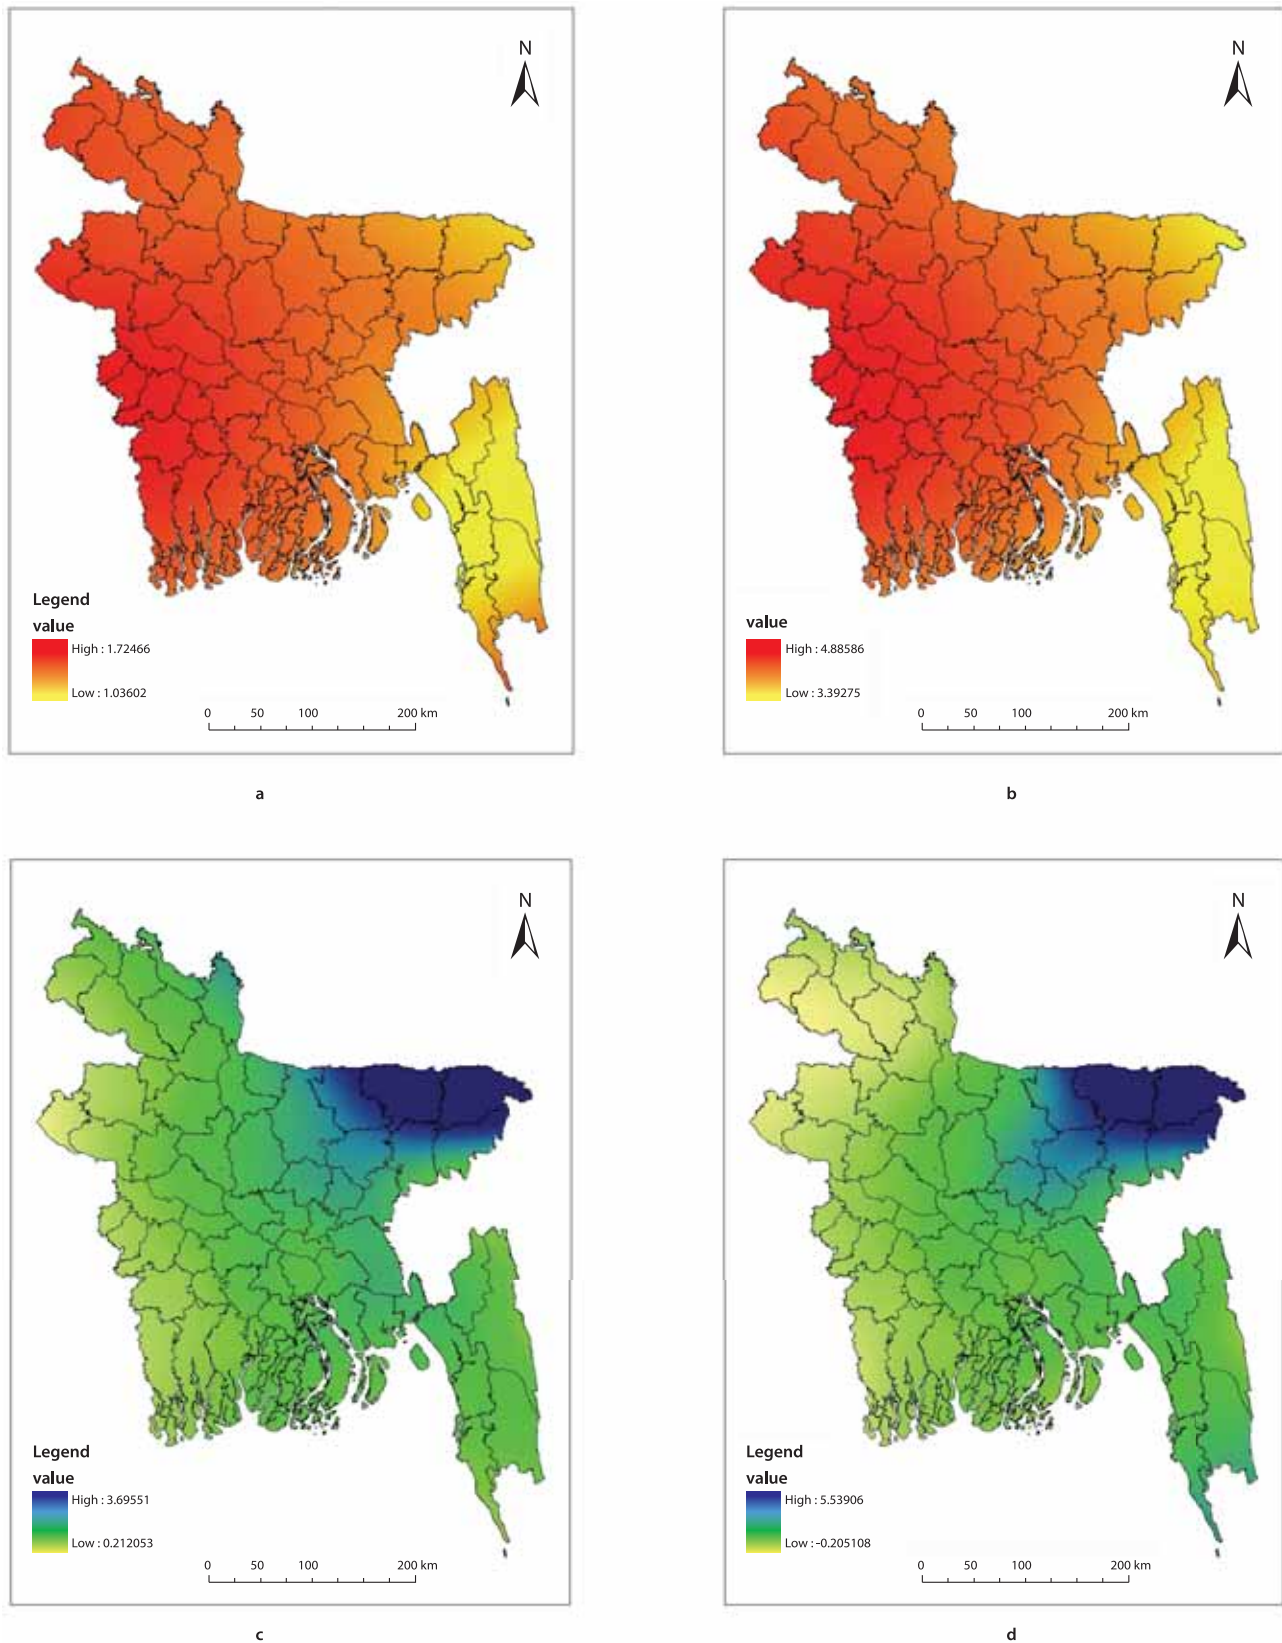 N
Legend
value
High : 1.72466
Low : 1.03602
0 50 100 200 km
a
N
value
High : 4.88586
Low : 3.39275
0 50 100 200 km
b
N
Legend
value
High : 3.69551
Low : 0.212053
0 50 100 200 km
c
N
Legend
value
High : 5.53906
Low : -0.205108
0 50 100 200 km
d